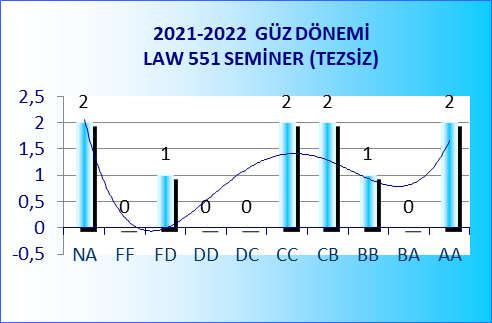 2021-2022 GÜZ DÖNEMİ
LAW 551 SEMİNER (TEZSİZ)
2,5
2
1,5
1
0,5
0
-0,5
2 0 1 0 0 2 2 1 0 2
NA FF FD DD DC CC CB BB BA AA